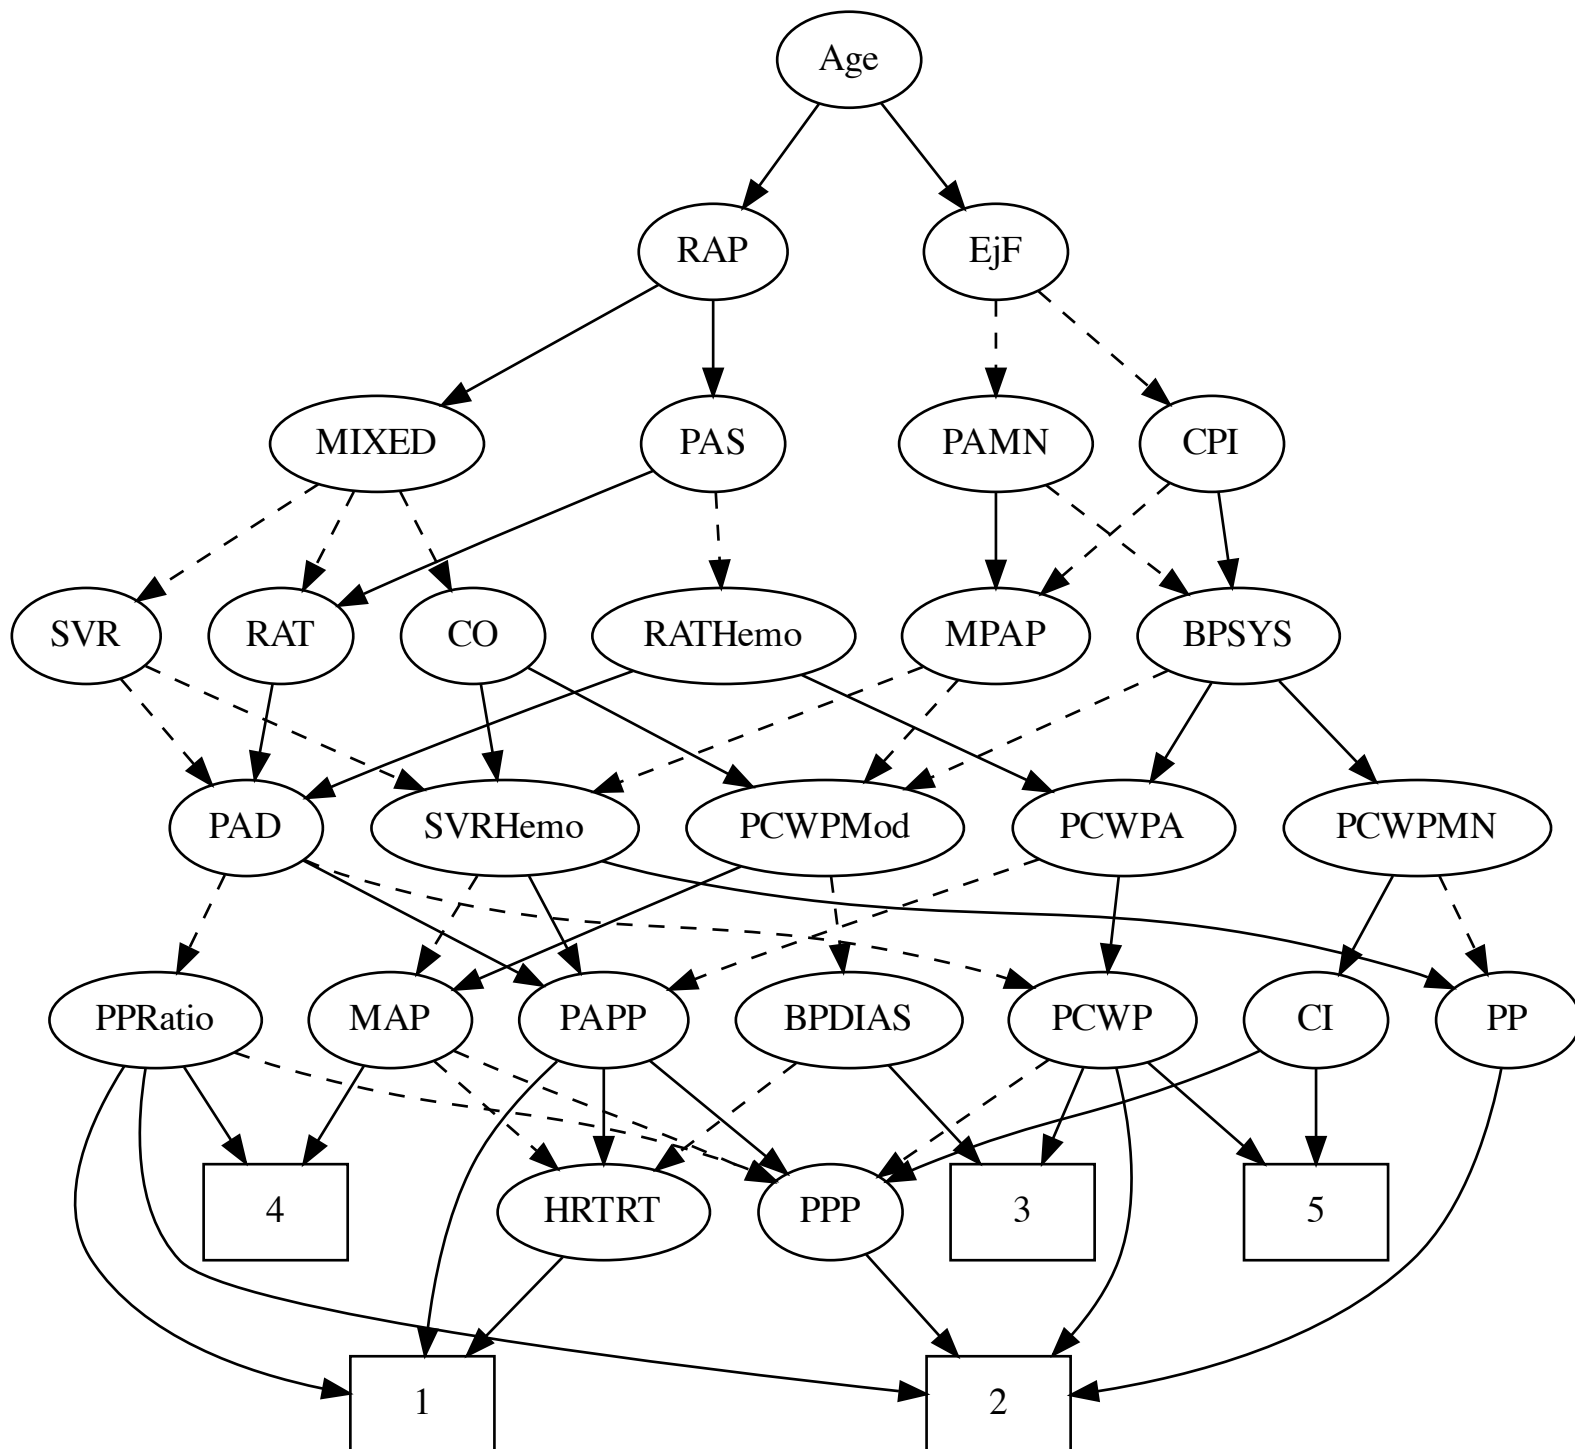 Age
RAP EjF
MIXED PAS PAMN CPI
SVR RAT CO RATHemo MPAP BPSYS
PAD SVRHemo PCWPMod PCWPA PCWPMN
PPRatio MAP PAPP BPDIAS PCWP CI PP
4 HRTRT PPP 3 5
1 2